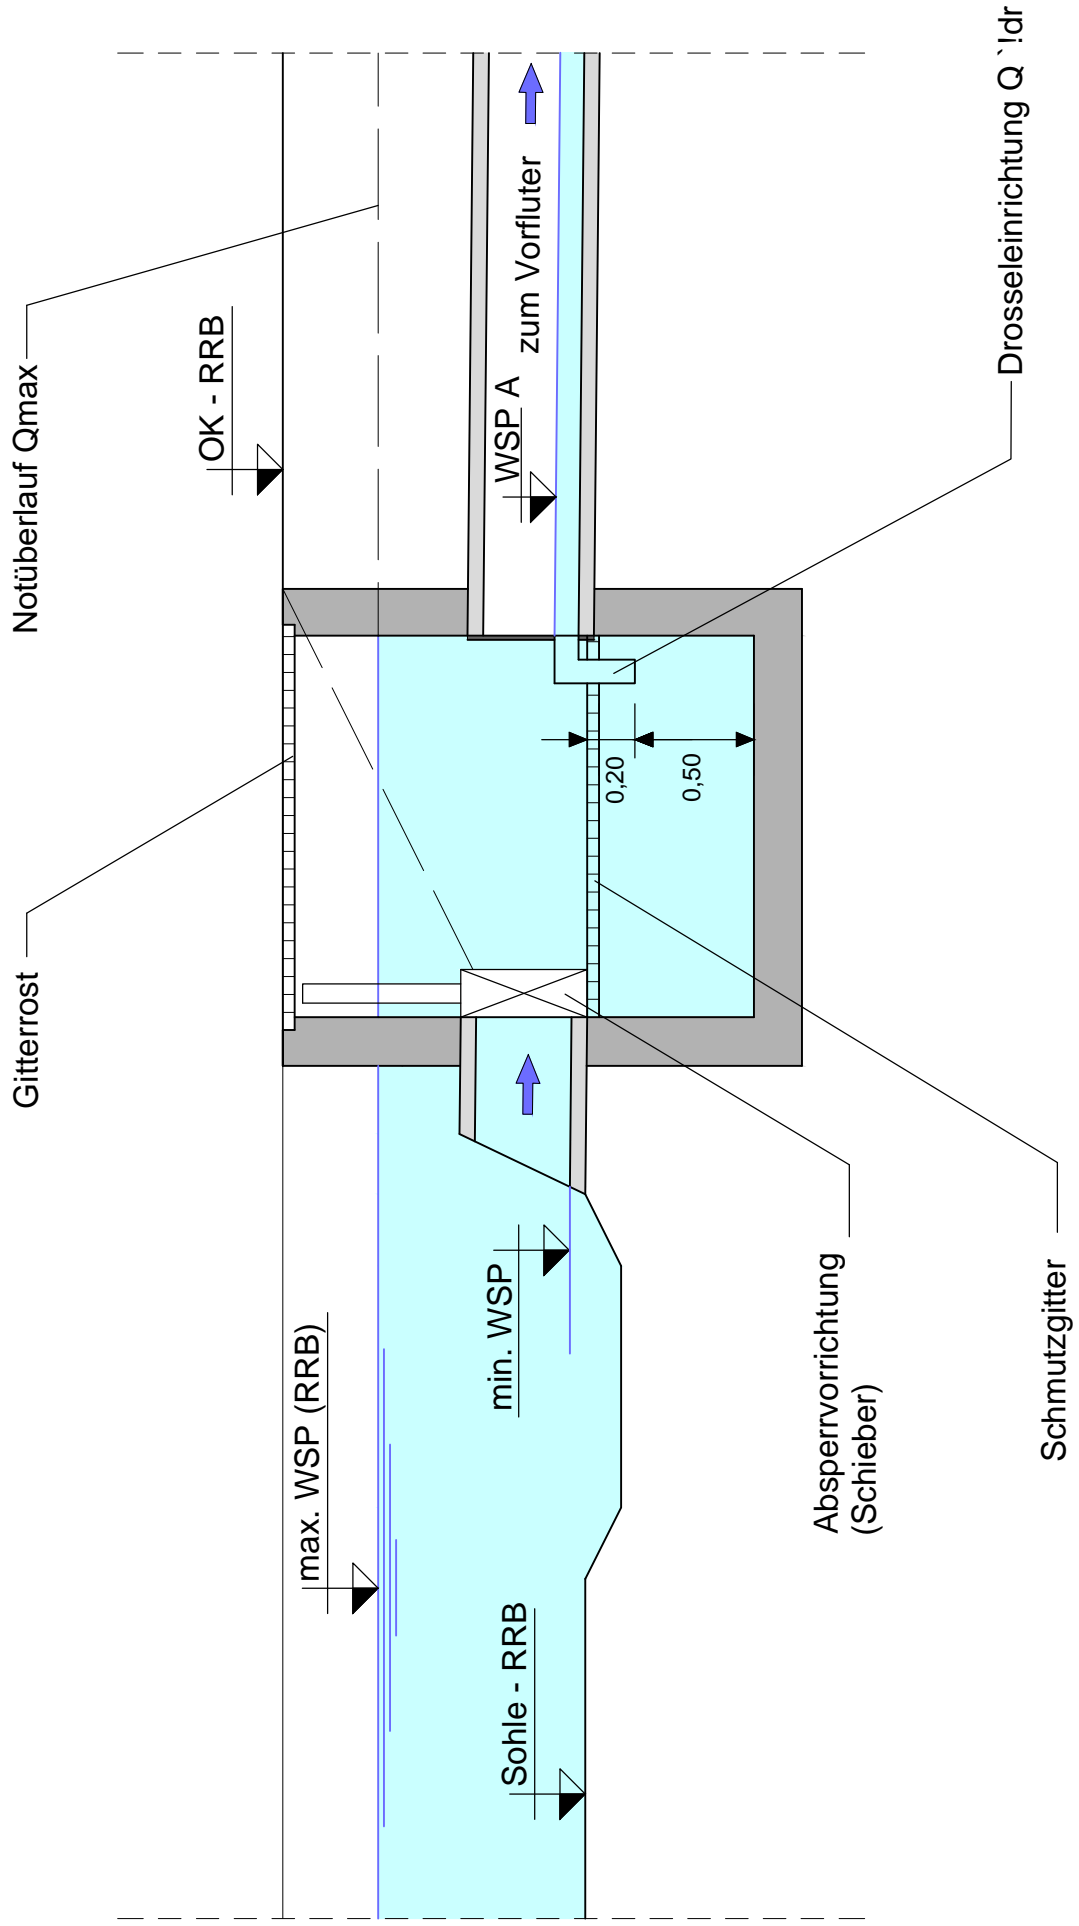 Gitterrost
Notüberlauf Qmax
OK - RRB
max. WSP (RRB)
min. WSP
Sohle - RRB
WSP A
zum Vorfluter
0,20
0,50
Absperrvorrichtung
(Schieber)
Drosseleinrichtung Q `!dr
Schmutzgitter